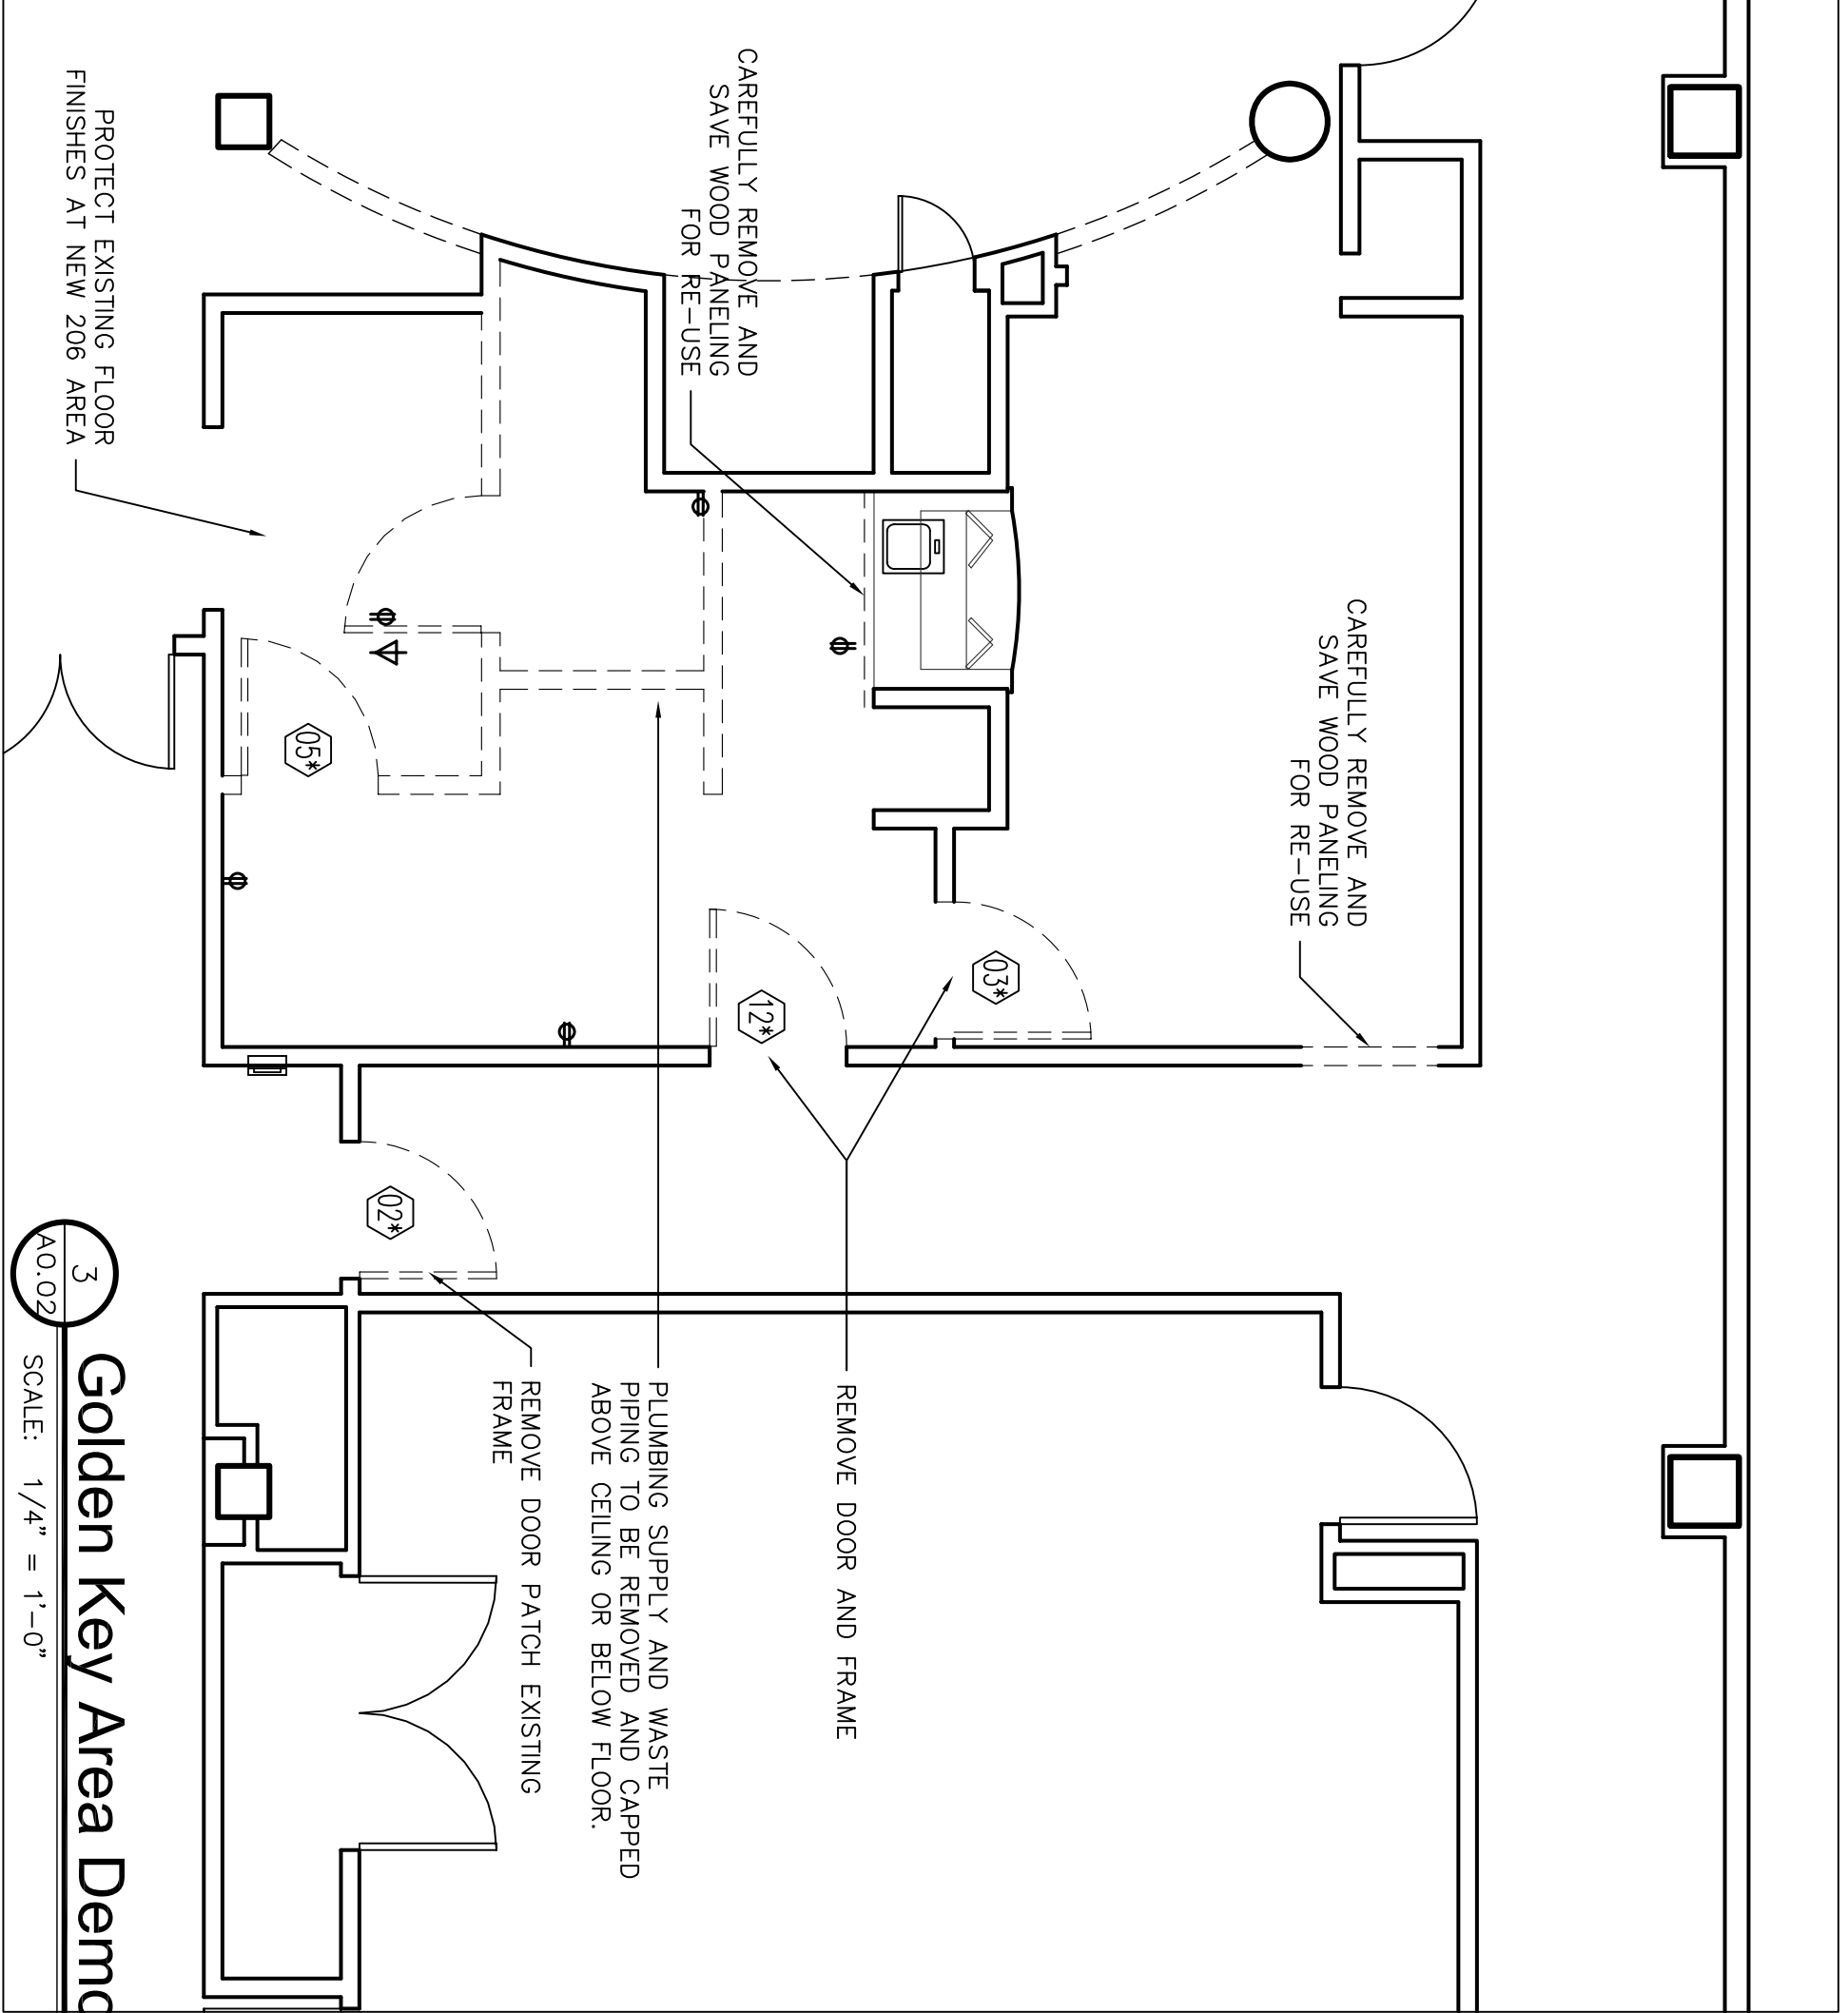 CAREFULLY REMOVE AND
SAVE WOOD PANELING
FOR RE-USE
CAREFULLY REMOVE AND
SAVE WOOD PANELING
FOR RE-USE
PROTECT EXISTING FLOOR
FINISHES AT NEW 206 AREA
03*
12*
05*
02*
REMOVE DOOR AND FRAME
PLUMBING SUPPLY AND WASTE
PIPING TO BE REMOVED AND CAPPED
ABOVE CEILING OR BELOW FLOOR.
REMOVE DOOR PATCH EXISTING
FRAME
3
A0.02
Golden Key Area Demo
SCALE: 1/4" = 1'-0"